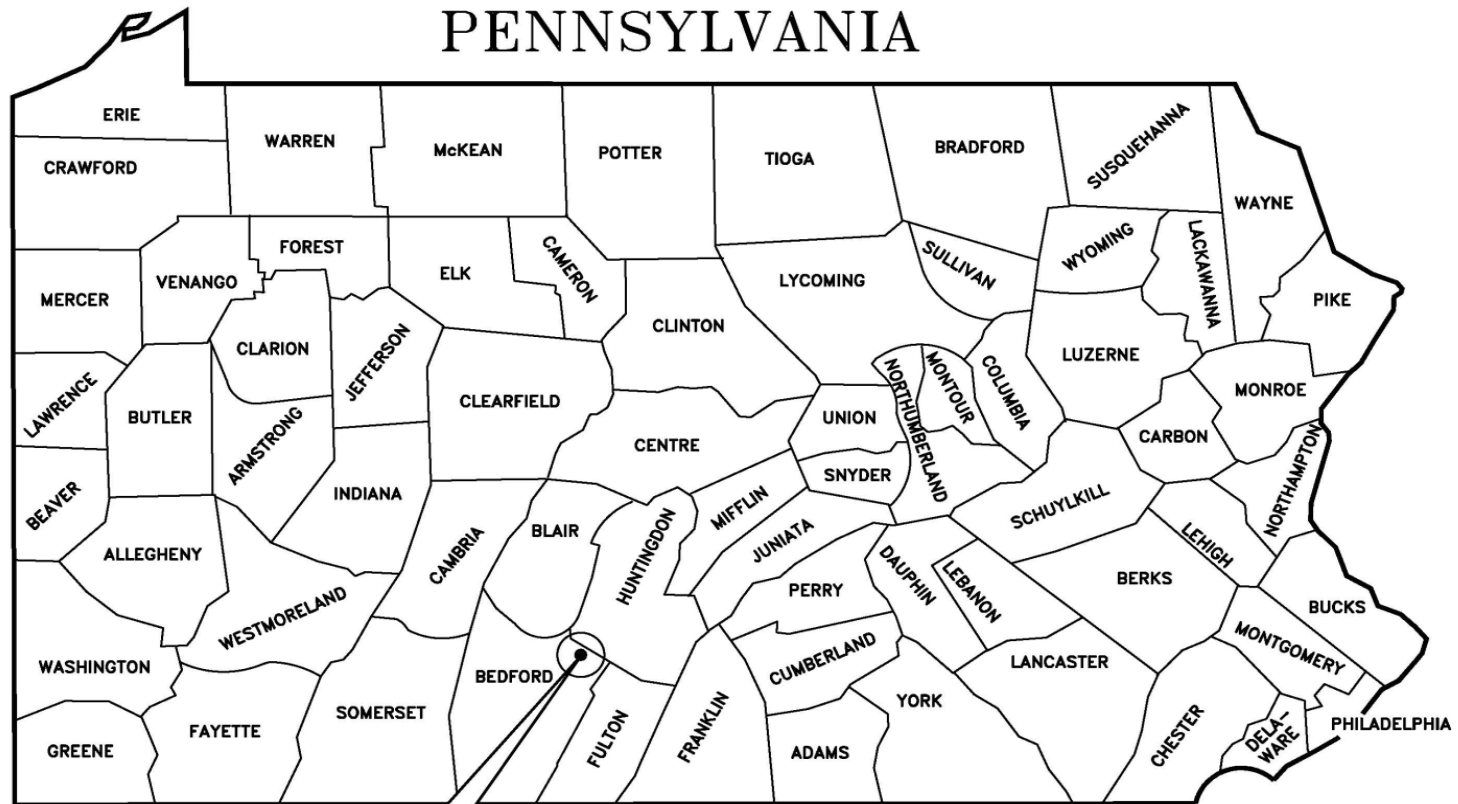 PENNSYLVANIA
ERIE
WARREN
McKEAN
POTTER
TIOGA
BRADFORD
SUSQUEHANNA
WAYNE
CRAWFORD
FOREST
ELK
CAMERON
LYCOMING
SULLIVAN
WYOMING
LACKAWANNA
PIKE
MERCER
VENANGO
CLARION
JEFFERSON
CLINTON
LUZERNE
MONROE
LAWRENCE
BUTLER
ARMSTRONG
CLEARFIELD
CENTRE
UNION
NORTHUMBERLAND
MONTOUR
COLUMBIA
CARBON
NORTHAMPTON
BEAVER
INDIANA
SNYDER
MIFFLIN
SCHUYLKILL
ALLEGHENY
CAMBRIA
BLAIR
HUNTINGDON
JUNIATA
LEHIGH
WESTMORELAND
PERRY
DAUPHIN
LEBANON
BERKS
BUCKS
WASHINGTON
BEDFORD
CUMBERLAND
LANCASTER
MONTGOMERY
GREENE
FAYETTE
SOMERSET
FULTON
FRANKLIN
ADAMS
YORK
CHESTER
DELA-
WARE
PHILADELPHIA